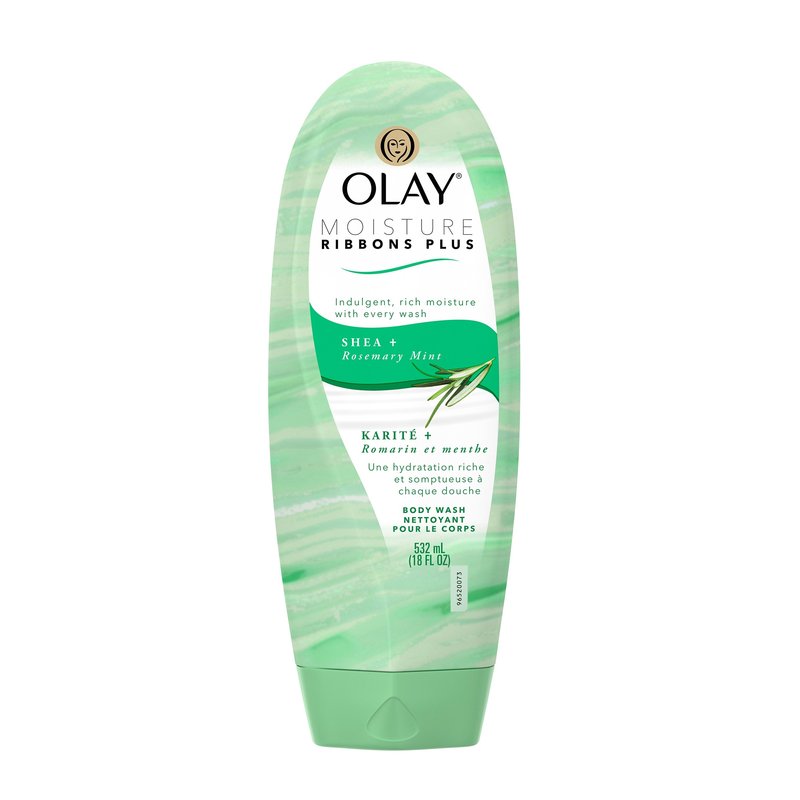 OLAY®
MOISTURE
RIBBONS PLUS
Indulgent, rich moisture
with every wash
SHEA +
Rosemary Mint
KARITÉ +
Romarin et menthe
Une hydratation riche
et somptueuse à
chaque douche
BODY WASH
NETTOYANT
POUR LE CORPS
532 mL
(18 FL OZ)
96520073